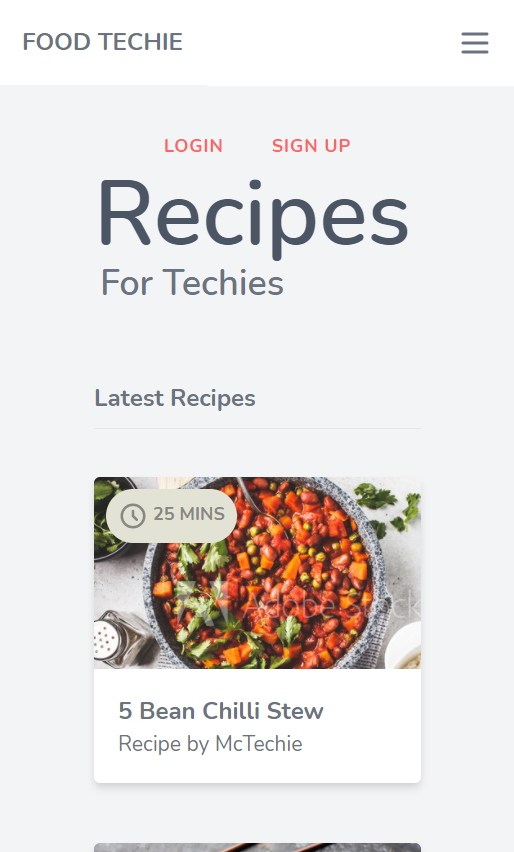 FOOD TECHIE
LOGIN SIGN UP
Recipes
For Techies
Latest Recipes
25 MINS
Adobe Stock
5 Bean Chilli Stew
Recipe by McTechie